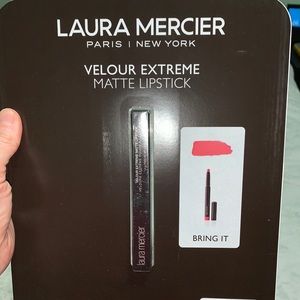 LAURA MERCIER
PARIS | NEW YORK
VELOUR EXTREME
MATTE LIPSTICK
laura mercier
BRING IT